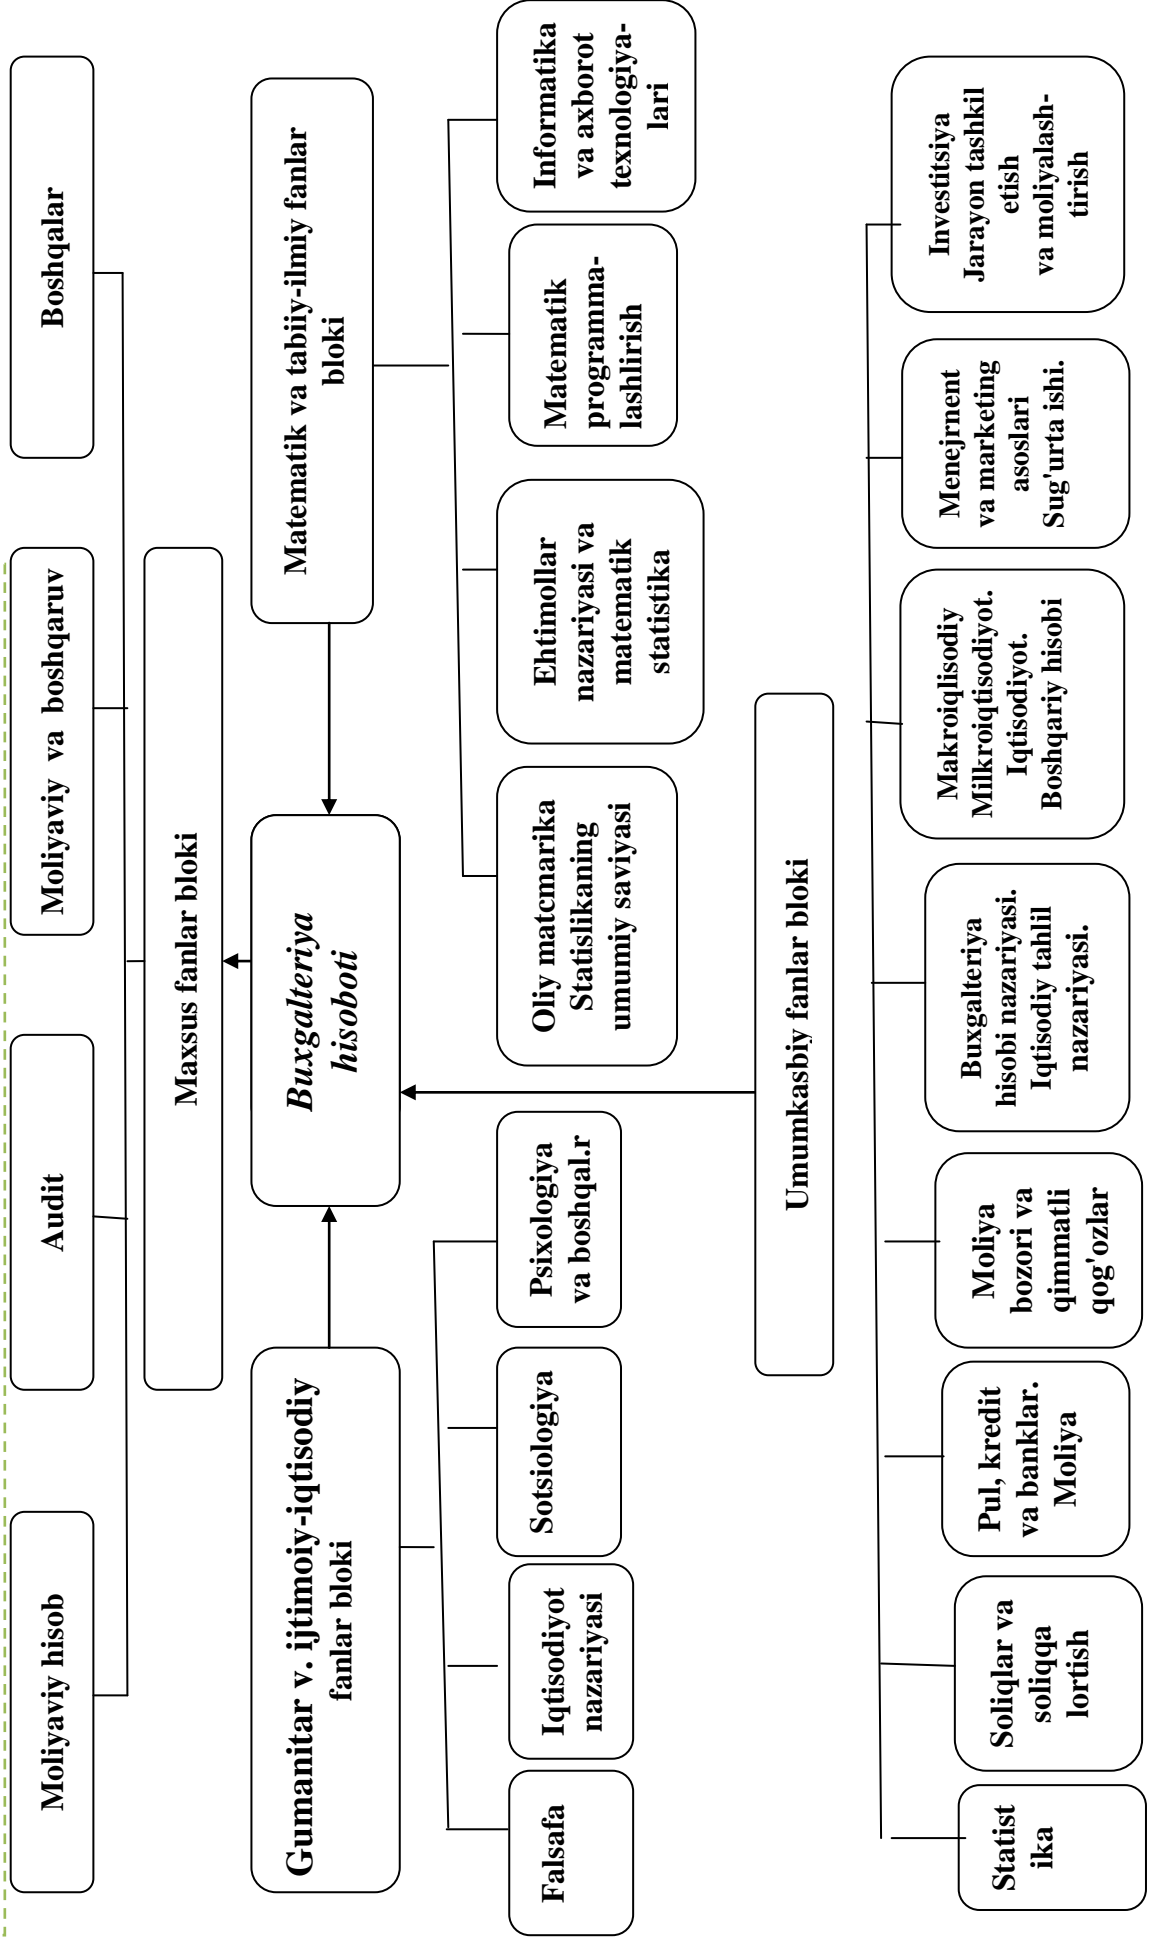 Moliyaviy hisob
Audit
Moliyaviy va boshqaruv
Boshqalar
Maxsus fanlar bloki
Gumanitar v. ijtimoiy-iqtisodiy
fanlar bloki
Buxgalteriya
hisoboti
Matematik va tabiiy-ilmiy fanlar
bloki
Falsafa
Iqtisodiyot
nazariyasi
Sotsiologiya
Psixologiya
va boshqal.r
Oliy matcmarika
Statislikaning
umumiy saviyasi
Ehtimollar
nazariyasi va
matematik
statistika
Matematik
programma-
lashlirish
Informatika
va axborot
texnologiya-
lari
Umumkasbiy fanlar bloki
Statist
ika
Soliqlar va
soliqqa
lortish
Pul, kredit
va banklar.
Moliya
Moliya
bozori va
qimmatli
qog'ozlar
Buxgalteriya
hisobi nazariyasi.
Iqtisodiy tahlil
nazariyasi.
Makroiqlisodiy
Milkroiqtisodiyot.
Iqtisodiyot.
Boshqariy hisobi
Menejrnent
va marketing
asoslari
Sug'urta ishi.
Investitsiya
Jarayon tashkil
etish
va moliyalash-
tirish